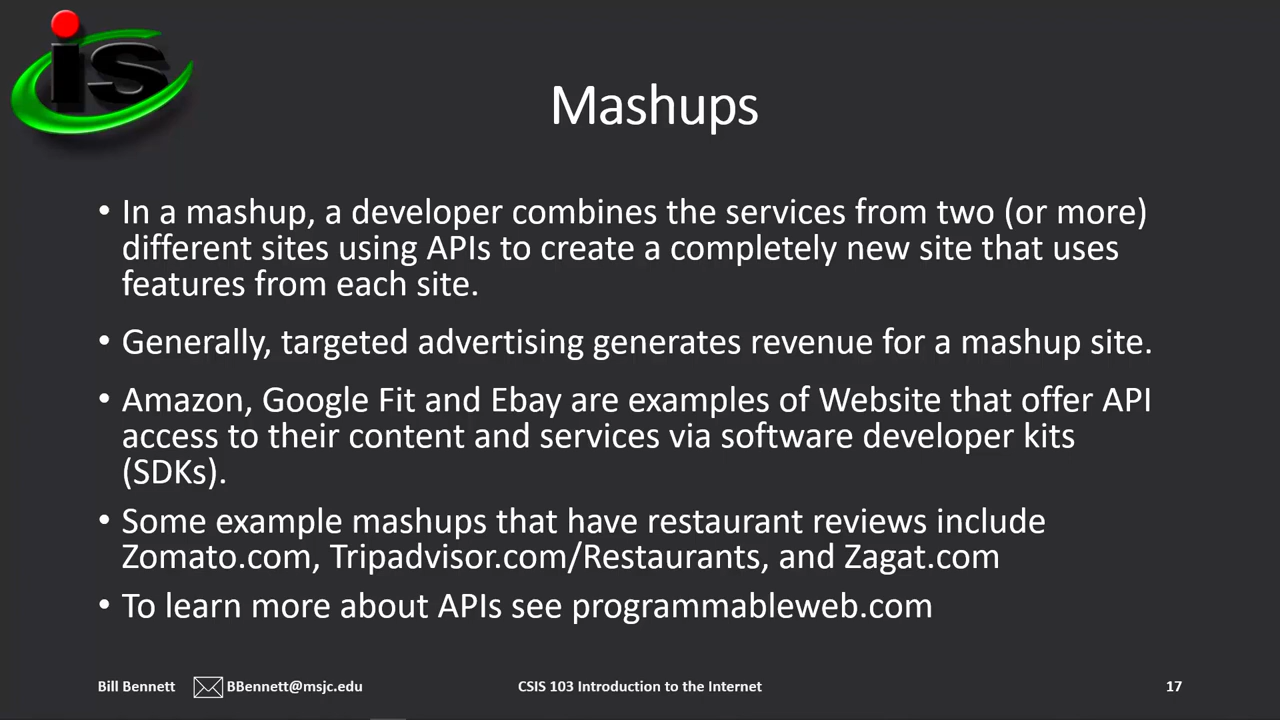 is
Mashups
• In a mashup, a developer combines the services from two (or more)
different sites using APIs to create a completely new site that uses
features from each site.
• Generally, targeted advertising generates revenue for a mashup site.
• Amazon, Google Fit and Ebay are examples of Website that offer API
access to their content and services via software developer kits
(SDKs).
• Some example mashups that have restaurant reviews include
Zomato.com, Tripadvisor.com/Restaurants, and Zagat.com
• To learn more about APIs see programmableweb.com
Bill Bennett BBennett@msjc.edu CSIS 103 Introduction to the Internet 17